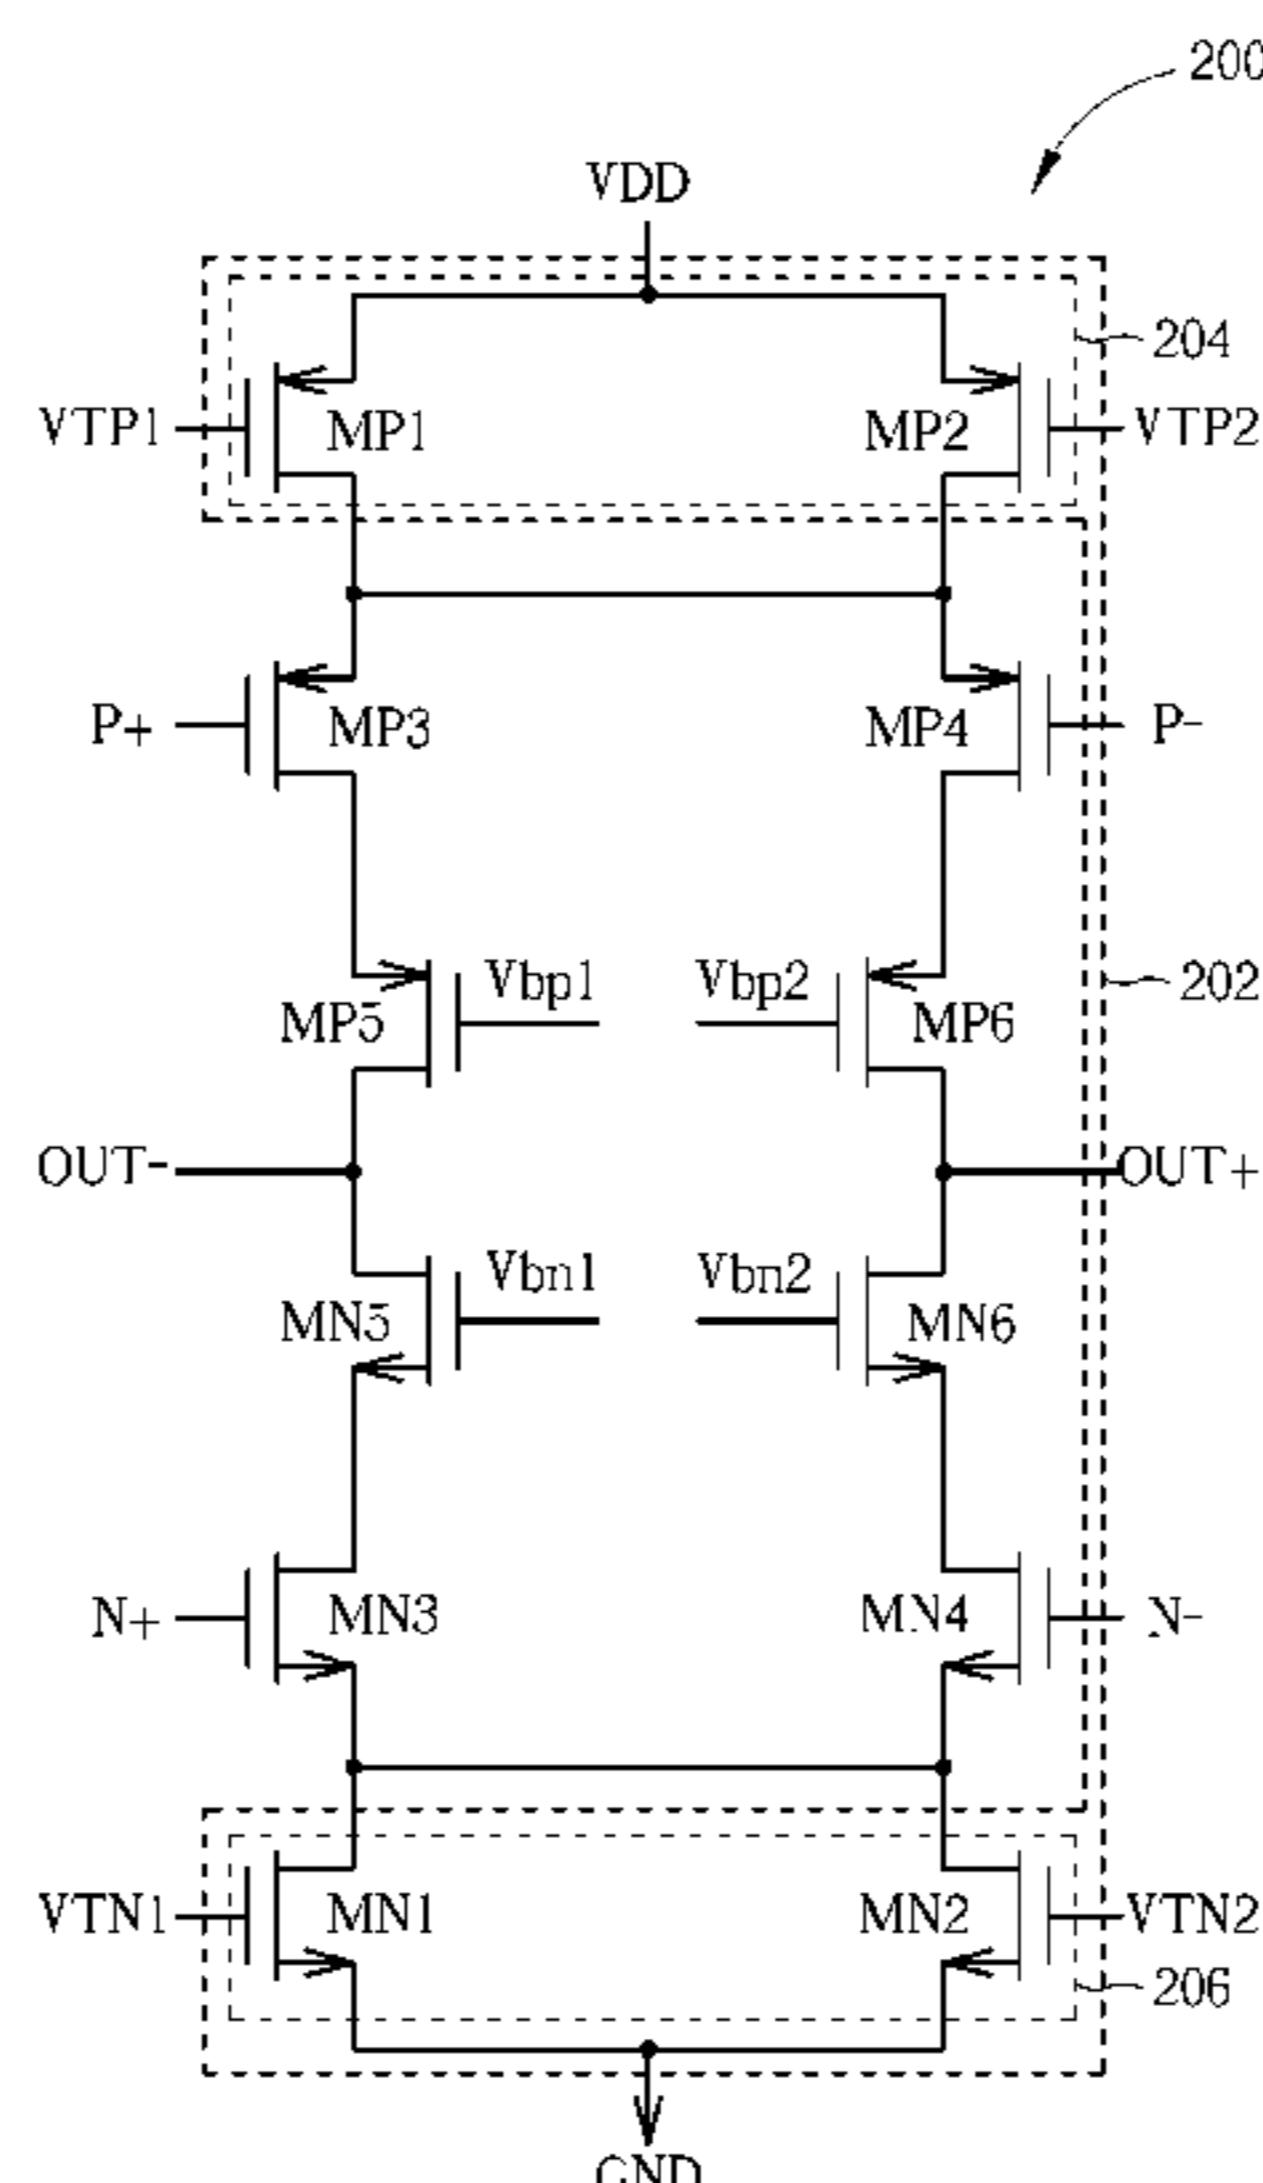 200
VDD
204
VTP1
MP1
MP2
VTP2
P+
MP3
MP4
P-
Vbp1
Vbp2
202
MP5
MP6
OUT-
OUT+
Vbn1
Vbn2
MN5
MN6
N+
MN3
MN4
N-
VTN1
MN1
MN2
VTN2
206
GND